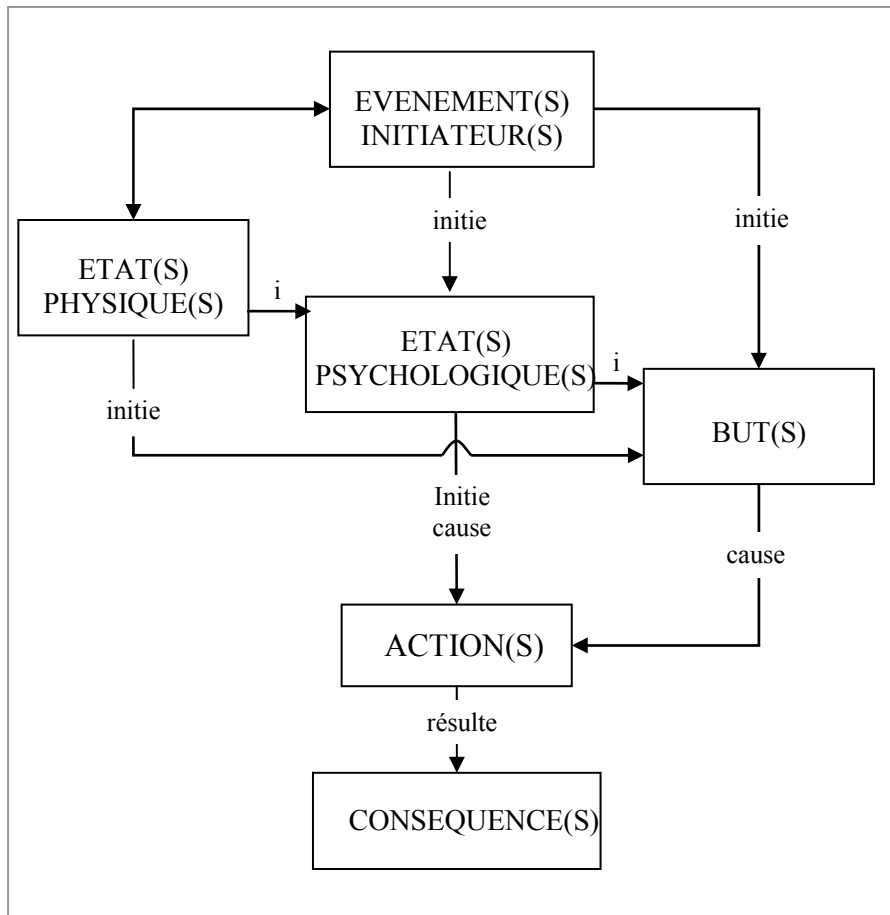 EVENEMENT(S)
INITIATEUR(S)
initie
initie
ETAT(S)
PHYSIQUE(S)
i
ETAT(S)
PSYCHOLOGIQUE(S)
i
initie
BUT(S)
Initie
cause
cause
ACTION(S)
résulte
CONSEQUENCE(S)